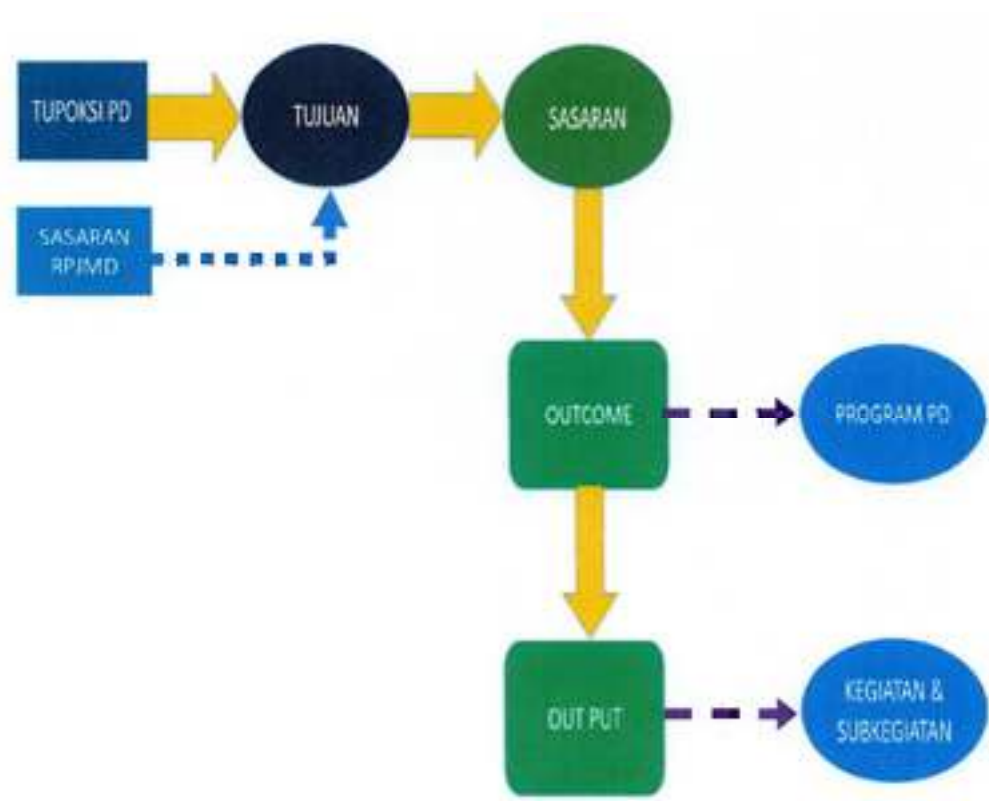 TUPOKSI PD
TUJUAN
SASARAN
SASARAN
RPJMD
OUTCOME
PROGRAM PD
OUT PUT
KEGIATAN &
SUBKEGIATAN